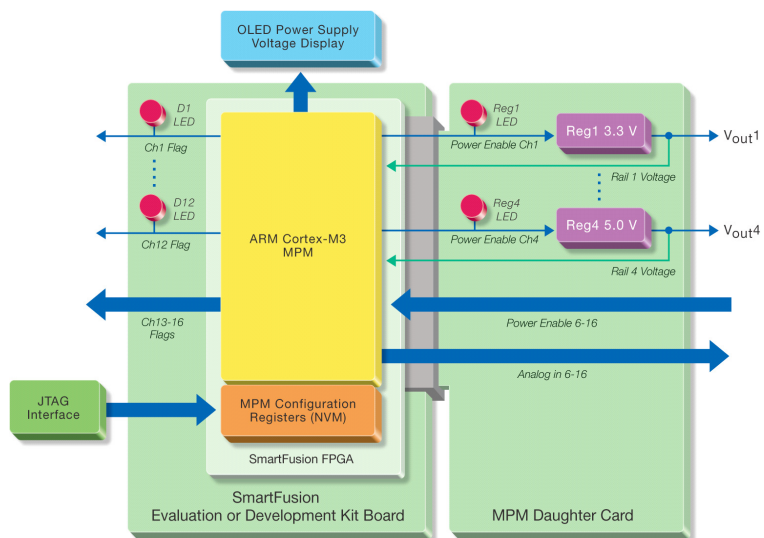 OLED Power Supply
Voltage Display
D1
LED
Ch1 Flag
D12
LED
Ch12 Flag
Ch13-16
Flags
ARM Cortex-M3
MPM
Reg1
LED
Power Enable Ch1
Reg1 3.3 V
Vout1
Rail 1 Voltage
Reg4
LED
Power Enable Ch4
Reg4 5.0 V
Vout4
Rail 4 Voltage
Power Enable 6-16
Analog in 6-16
JTAG
Interface
MPM Configuration
Registers (NVM)
SmartFusion FPGA
SmartFusion
Evaluation or Development Kit Board
MPM Daughter Card